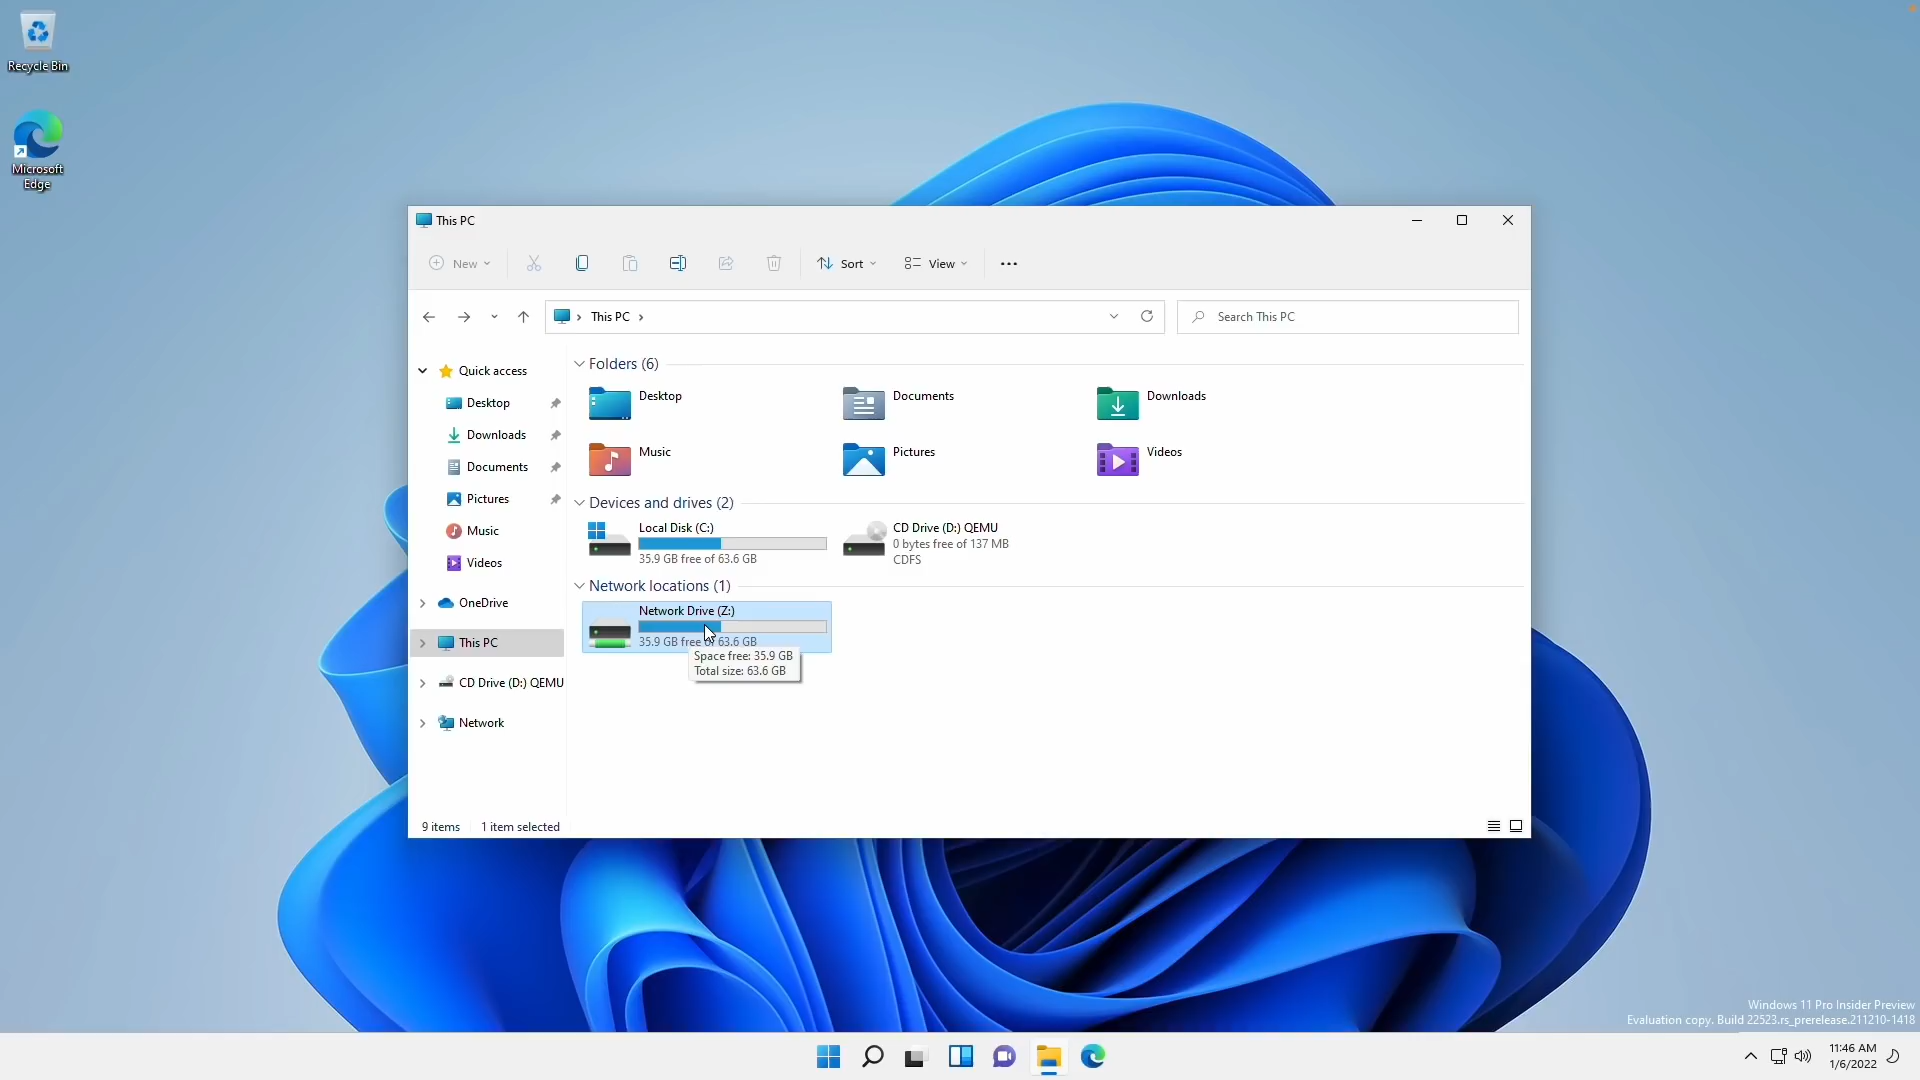 Recycle Bin
Microsoft
Edge
This PC
New
Sort
View
This PC
Search This PC
Quick access
Desktop
Downloads
Documents
Pictures
Music
Videos
OneDrive
This PC
CD Drive (D:) QEMU
Network
Folders (6)
Desktop
Documents
Downloads
Music
Pictures
Videos
Devices and drives (2)
Local Disk (C:)
35.9 GB free of 63.6 GB
CD Drive (D:) QEMU
0 bytes free of 137 MB
CDFS
Network locations (1)
Network Drive (Z:)
35.9 GB free of 63.6 GB
Space free: 35.9 GB
Total size: 63.6 GB
9 items
1 item selected
Windows 11 Pro Insider Preview
Evaluation copy. Build 22523.rs_prerelease.211210-1418
11:46 AM
1/6/2022